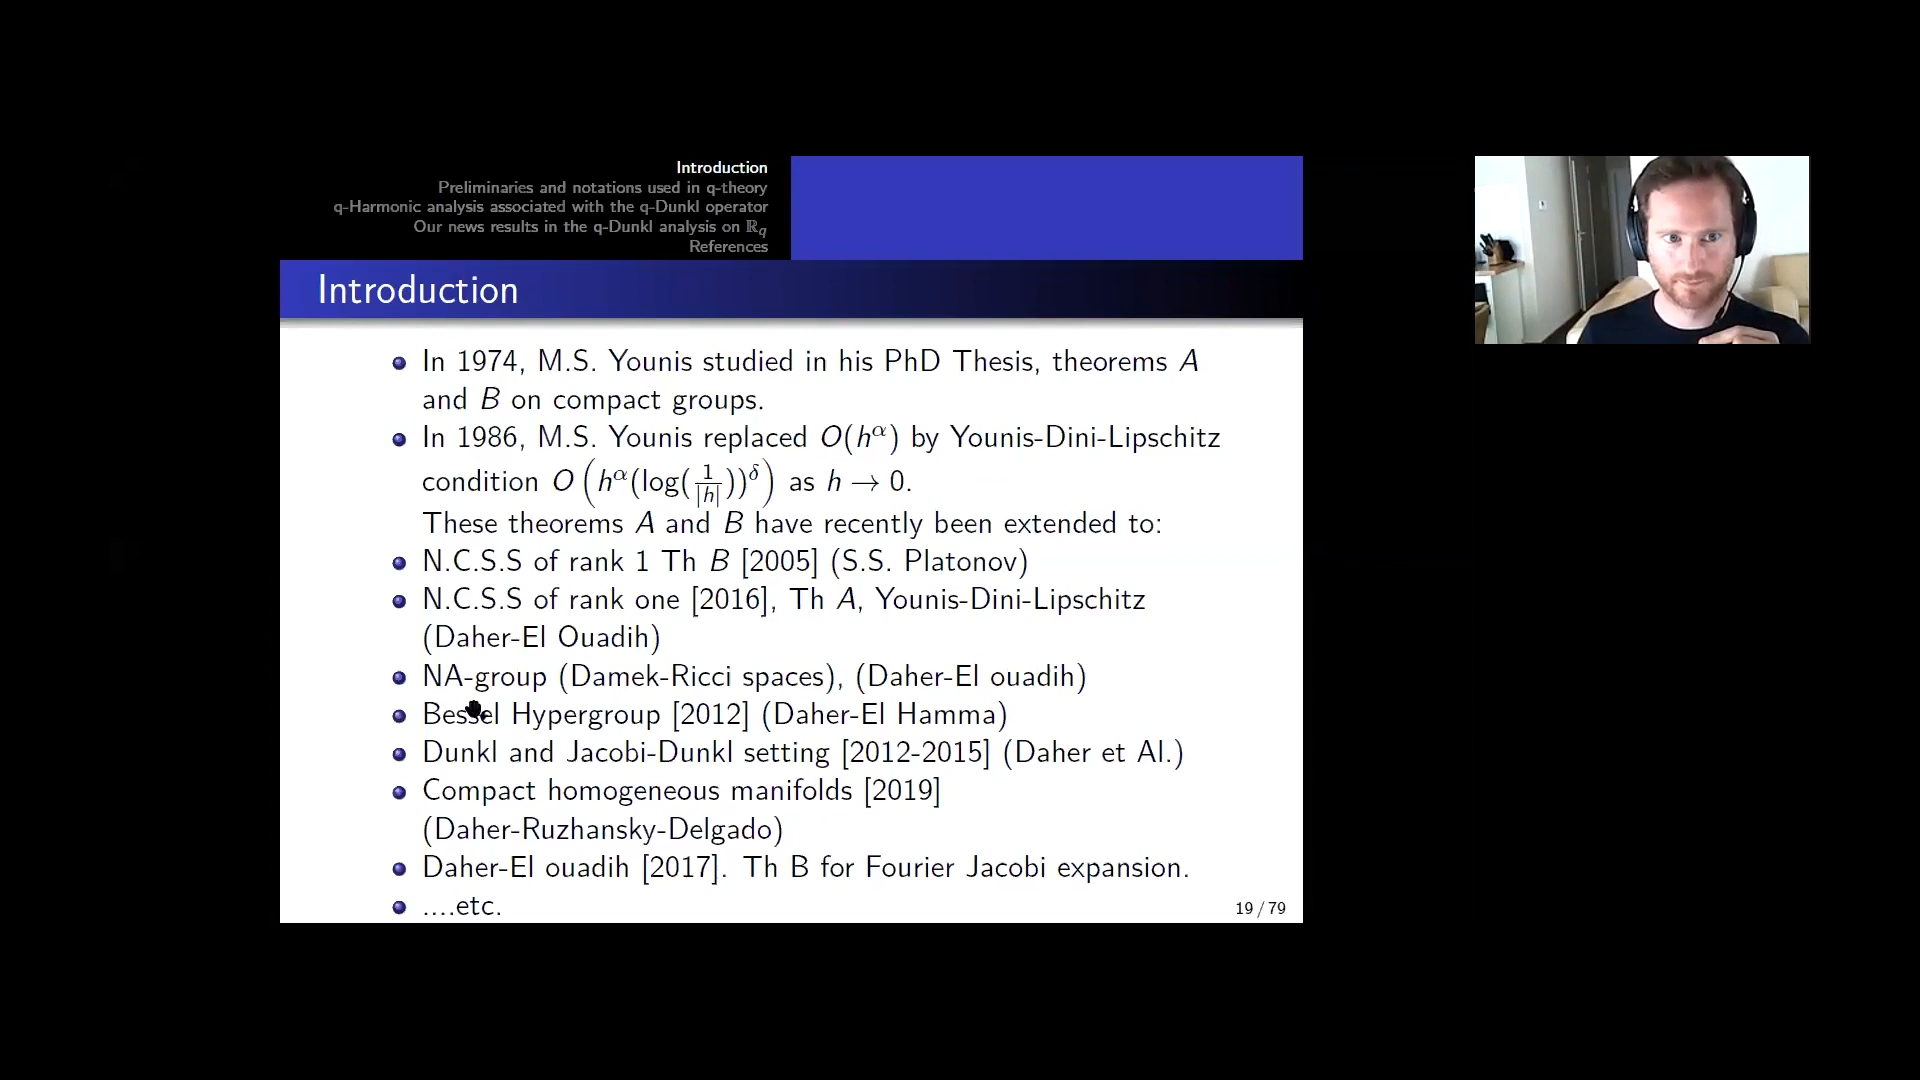 Introduction
Preliminaries and notations used in q-theory
q-Harmonic analysis associated with the q-Dunkl operator
Our news results in the q-Dunkl analysis on ℝq
References
Introduction
In 1974, M.S. Younis studied in his PhD Thesis, theorems A
and B on compact groups.
In 1986, M.S. Younis replaced O(h^α) by Younis-Dini-Lipschitz
condition O(h^α(log(1/|h|))^δ) as h → 0.
These theorems A and B have recently been extended to:
N.C.S.S of rank 1 Th B [2005] (S.S. Platonov)
N.C.S.S of rank one [2016], Th A, Younis-Dini-Lipschitz
(Daher-El Ouadih)
NA-group (Damek-Ricci spaces), (Daher-El ouadih)
Bessel Hypergroup [2012] (Daher-El Hamma)
Dunkl and Jacobi-Dunkl setting [2012-2015] (Daher et Al.)
Compact homogeneous manifolds [2019]
(Daher-Ruzhansky-Delgado)
Daher-El ouadih [2017]. Th B for Fourier Jacobi expansion.
....etc.
19 / 79